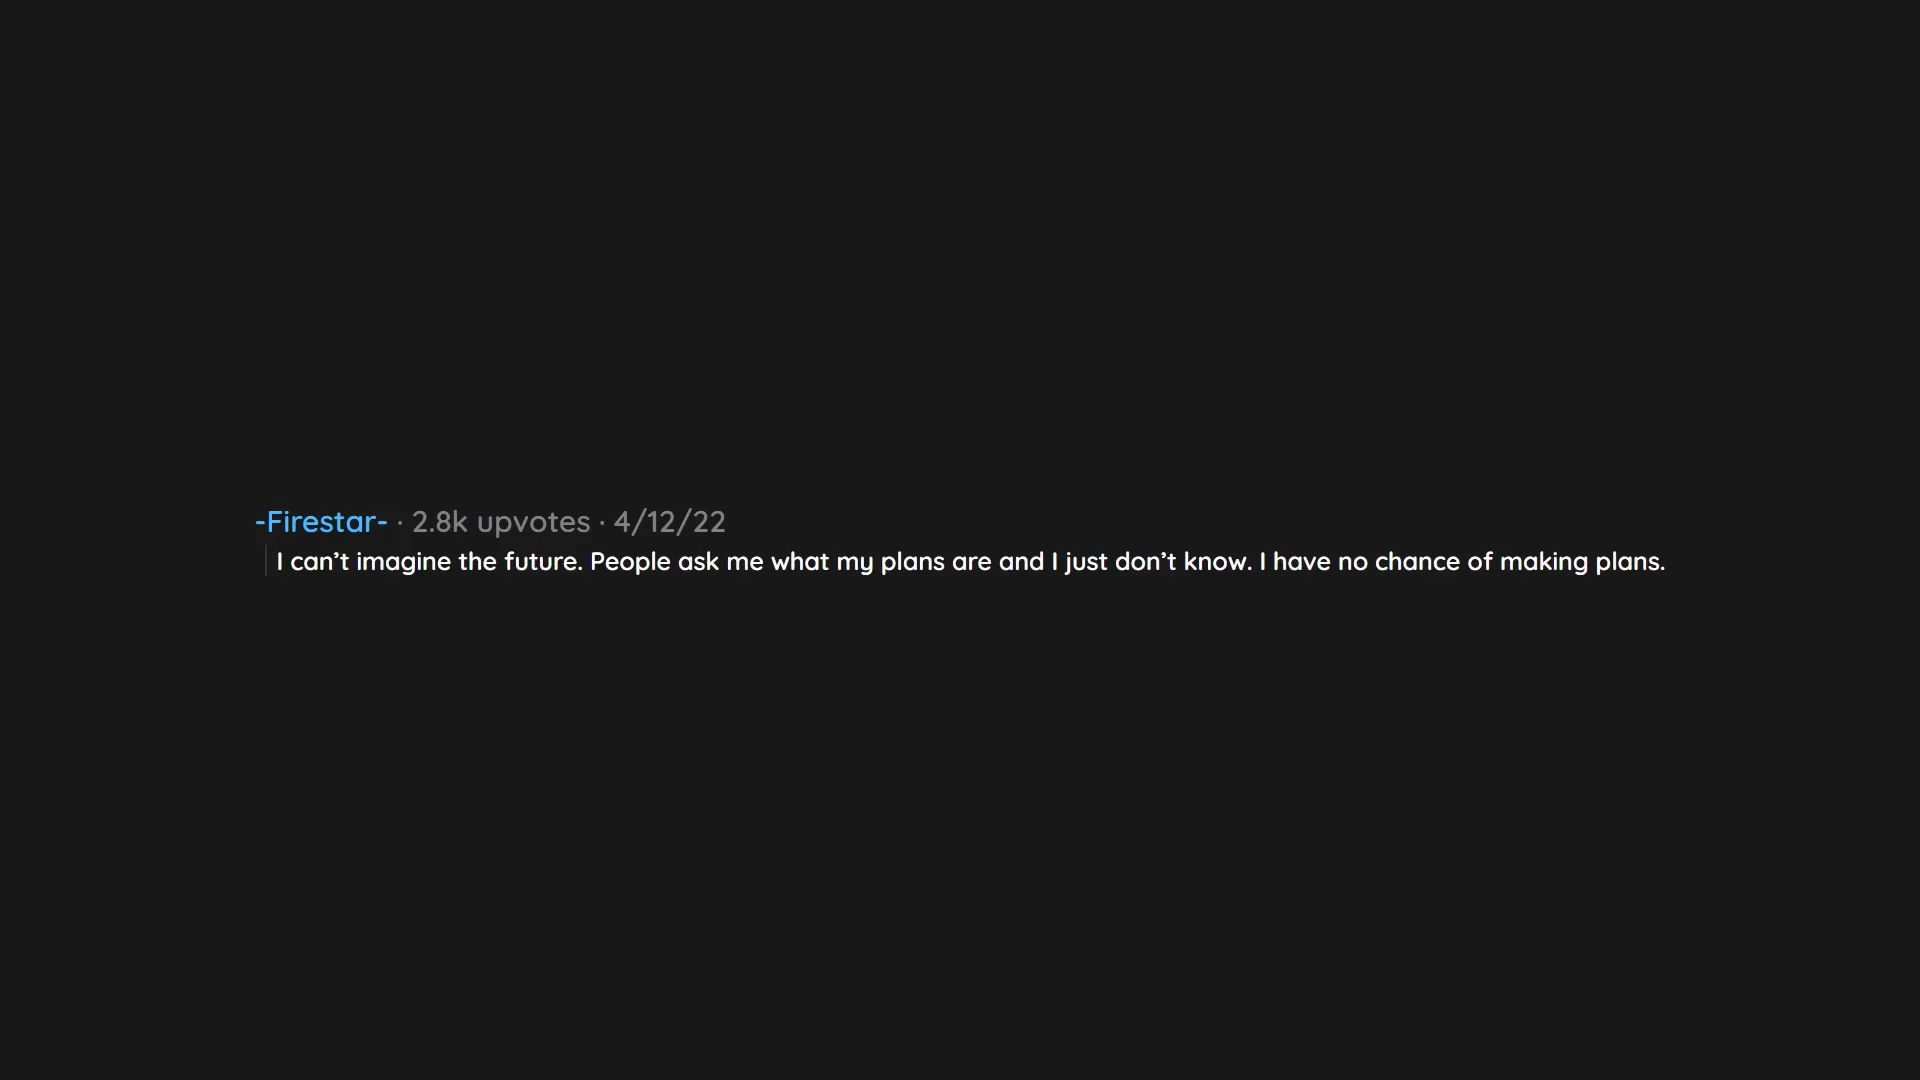 -Firestar- · 2.8k upvotes · 4/12/22
I can’t imagine the future. People ask me what my plans are and I just don’t know. I have no chance of making plans.